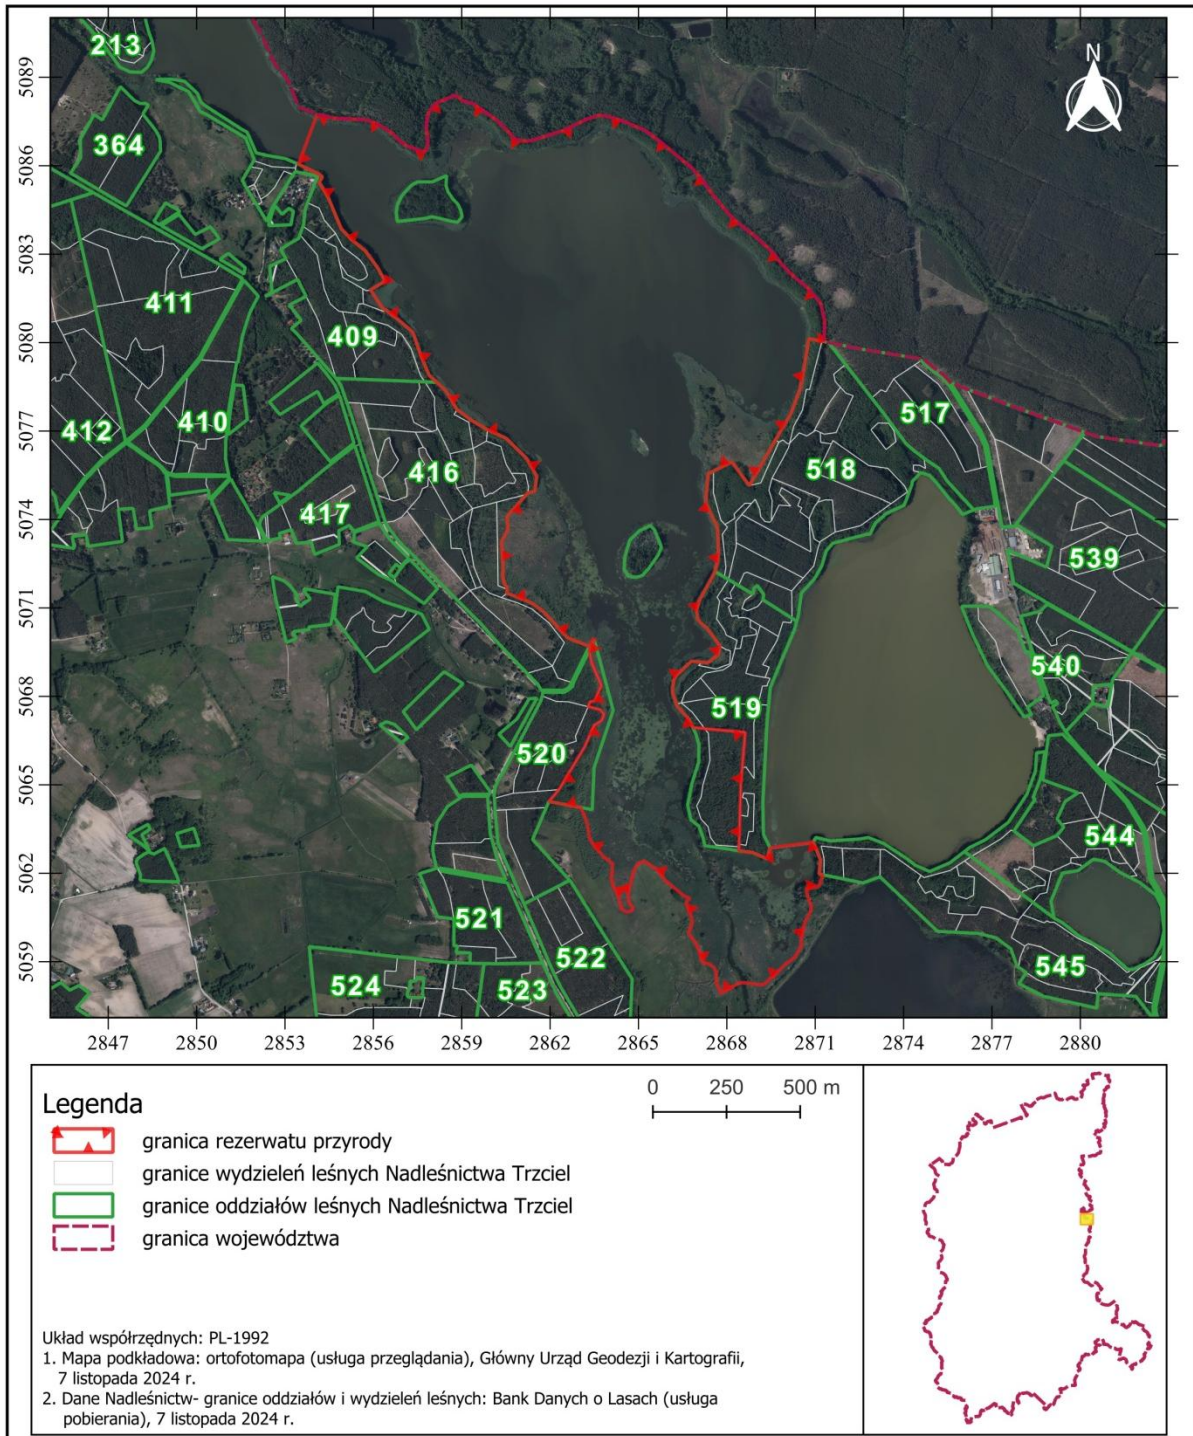 N
213
364
411
409
412
410
416
417
517
518
539
540
519
520
544
521
522
545
524
523
5089
5086
5083
5080
5077
5074
5071
5068
5065
5062
5059
2847 2850 2853 2856 2859 2862 2865 2868 2871 2874 2877 2880
Legenda
granica rezerwatu przyrody
granice wydzieleń leśnych Nadleśnictwa Trzciel
granice oddziałów leśnych Nadleśnictwa Trzciel
granica województwa
0 250 500 m
Układ współrzędnych: PL-1992
1. Mapa podkładowa: ortofotomapa (usługa przeglądania), Główny Urząd Geodezji i Kartografii,
7 listopada 2024 r.
2. Dane Nadleśnictw- granice oddziałów i wydzieleń leśnych: Bank Danych o Lasach (usługa
pobierania), 7 listopada 2024 r.